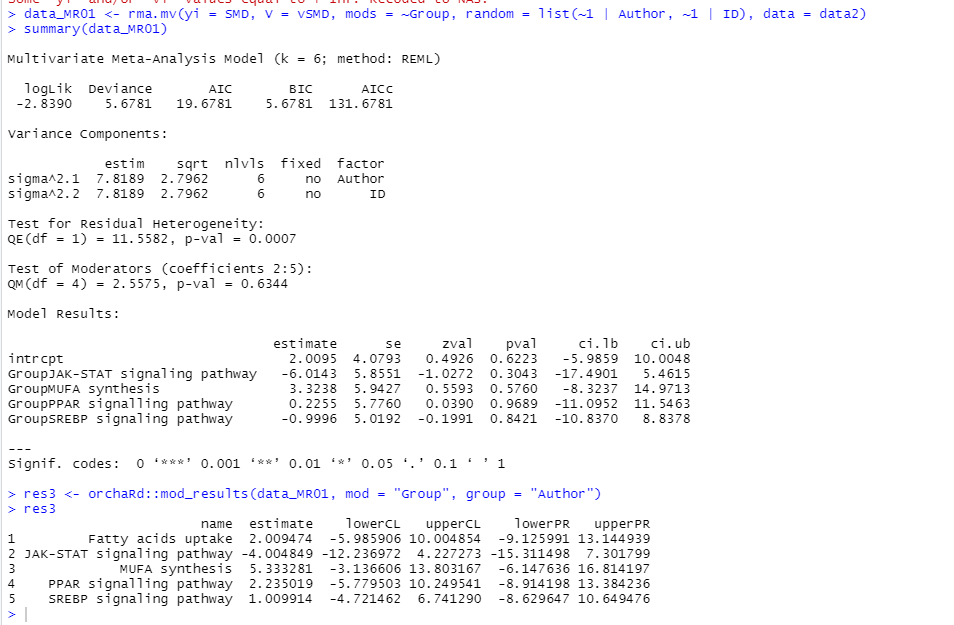 Some 'yi' and/or 'vi' values equal to +-Inf. Recoded to NAs.
> data_MR01 <- rma.mv(yi = SMD, V = vSMD, mods = ~Group, random = list(~1 | Author, ~1 | ID), data = data2)
> summary(data_MR01)
Multivariate Meta-Analysis Model (k = 6; method: REML)
logLik Deviance AIC BIC AICc
-2.8390 5.6781 19.6781 5.6781 131.6781
Variance Components:
estim sqrt nlvls fixed factor
sigma^2.1 7.8189 2.7962 6 no Author
sigma^2.2 7.8189 2.7962 6 no ID
Test for Residual Heterogeneity:
QE(df = 1) = 11.5582, p-val = 0.0007
Test of Moderators (coefficients 2:5):
QM(df = 4) = 2.5575, p-val = 0.6344
Model Results:
estimate se zval pval ci.lb ci.ub
intrcpt 2.0095 4.0793 0.4926 0.6223 -5.9859 10.0048
GroupJAK-STAT signaling pathway -6.0143 5.8551 -1.0272 0.3043 -17.4901 5.4615
GroupMUFA synthesis 3.3238 5.9427 0.5593 0.5760 -8.3237 14.9713
GroupPPAR signalling pathway 0.2255 5.7760 0.0390 0.9689 -11.0952 11.5463
GroupSREBP signaling pathway -0.9996 5.0192 -0.1991 0.8421 -10.8370 8.8378
---
Signif. codes: 0 ‘***’ 0.001 ‘**’ 0.01 ‘*’ 0.05 ‘.’ 0.1 ‘ ’ 1
> res3 <- orchaRd::mod_results(data_MR01, mod = "Group", group = "Author")
> res3
name estimate lowerCL upperCL lowerPR upperPR
1 Fatty acids uptake 2.009474 -5.985906 10.004854 -9.125991 13.144939
2 JAK-STAT signaling pathway -4.004849 -12.236972 4.227273 -15.311498 7.301799
3 MUFA synthesis 5.333281 -3.136606 13.803167 -6.147636 16.814197
4 PPAR signalling pathway 2.235019 -5.779503 10.249541 -8.914198 13.384236
5 SREBP signaling pathway 1.009914 -4.721462 6.741290 -8.629647 10.649476
>